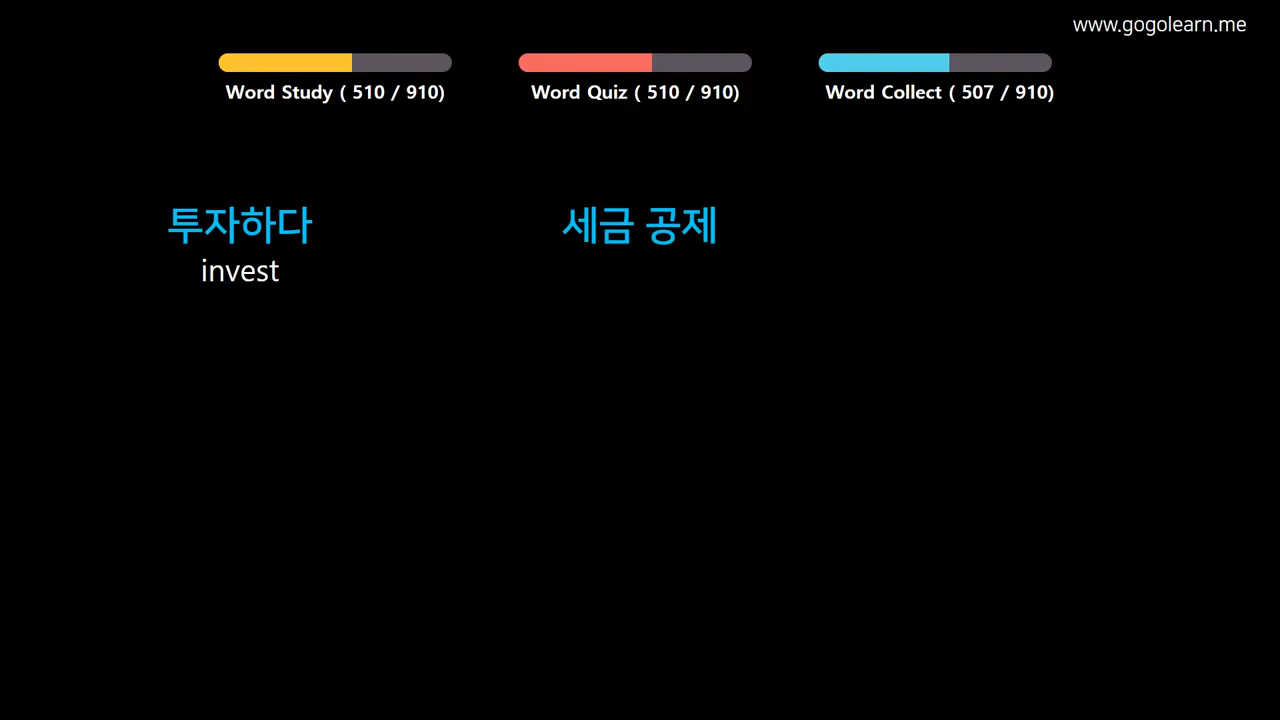 www.gogolearn.me
Word Study ( 510 / 910)
Word Quiz ( 510 / 910)
Word Collect ( 507 / 910)
투자하다
invest
세금 공제